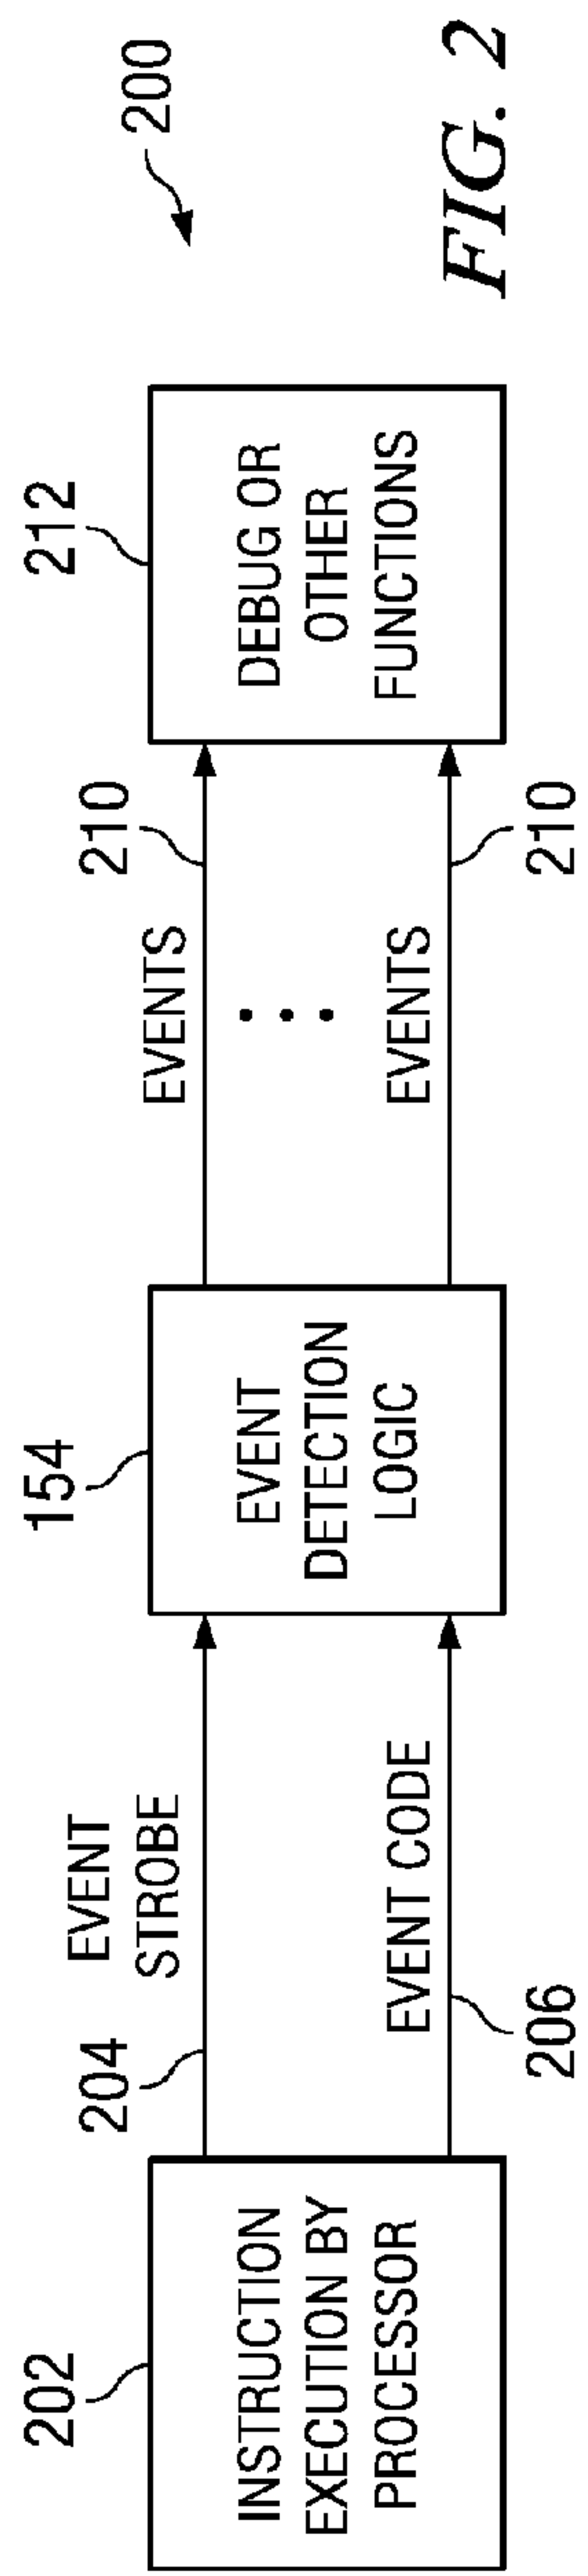 202
INSTRUCTION
EXECUTION BY
PROCESSOR
204
EVENT
STROBE
EVENT CODE
206
154
EVENT
DETECTION
LOGIC
EVENTS
210
EVENTS
210
212
DEBUG OR
OTHER
FUNCTIONS
200
FIG. 2